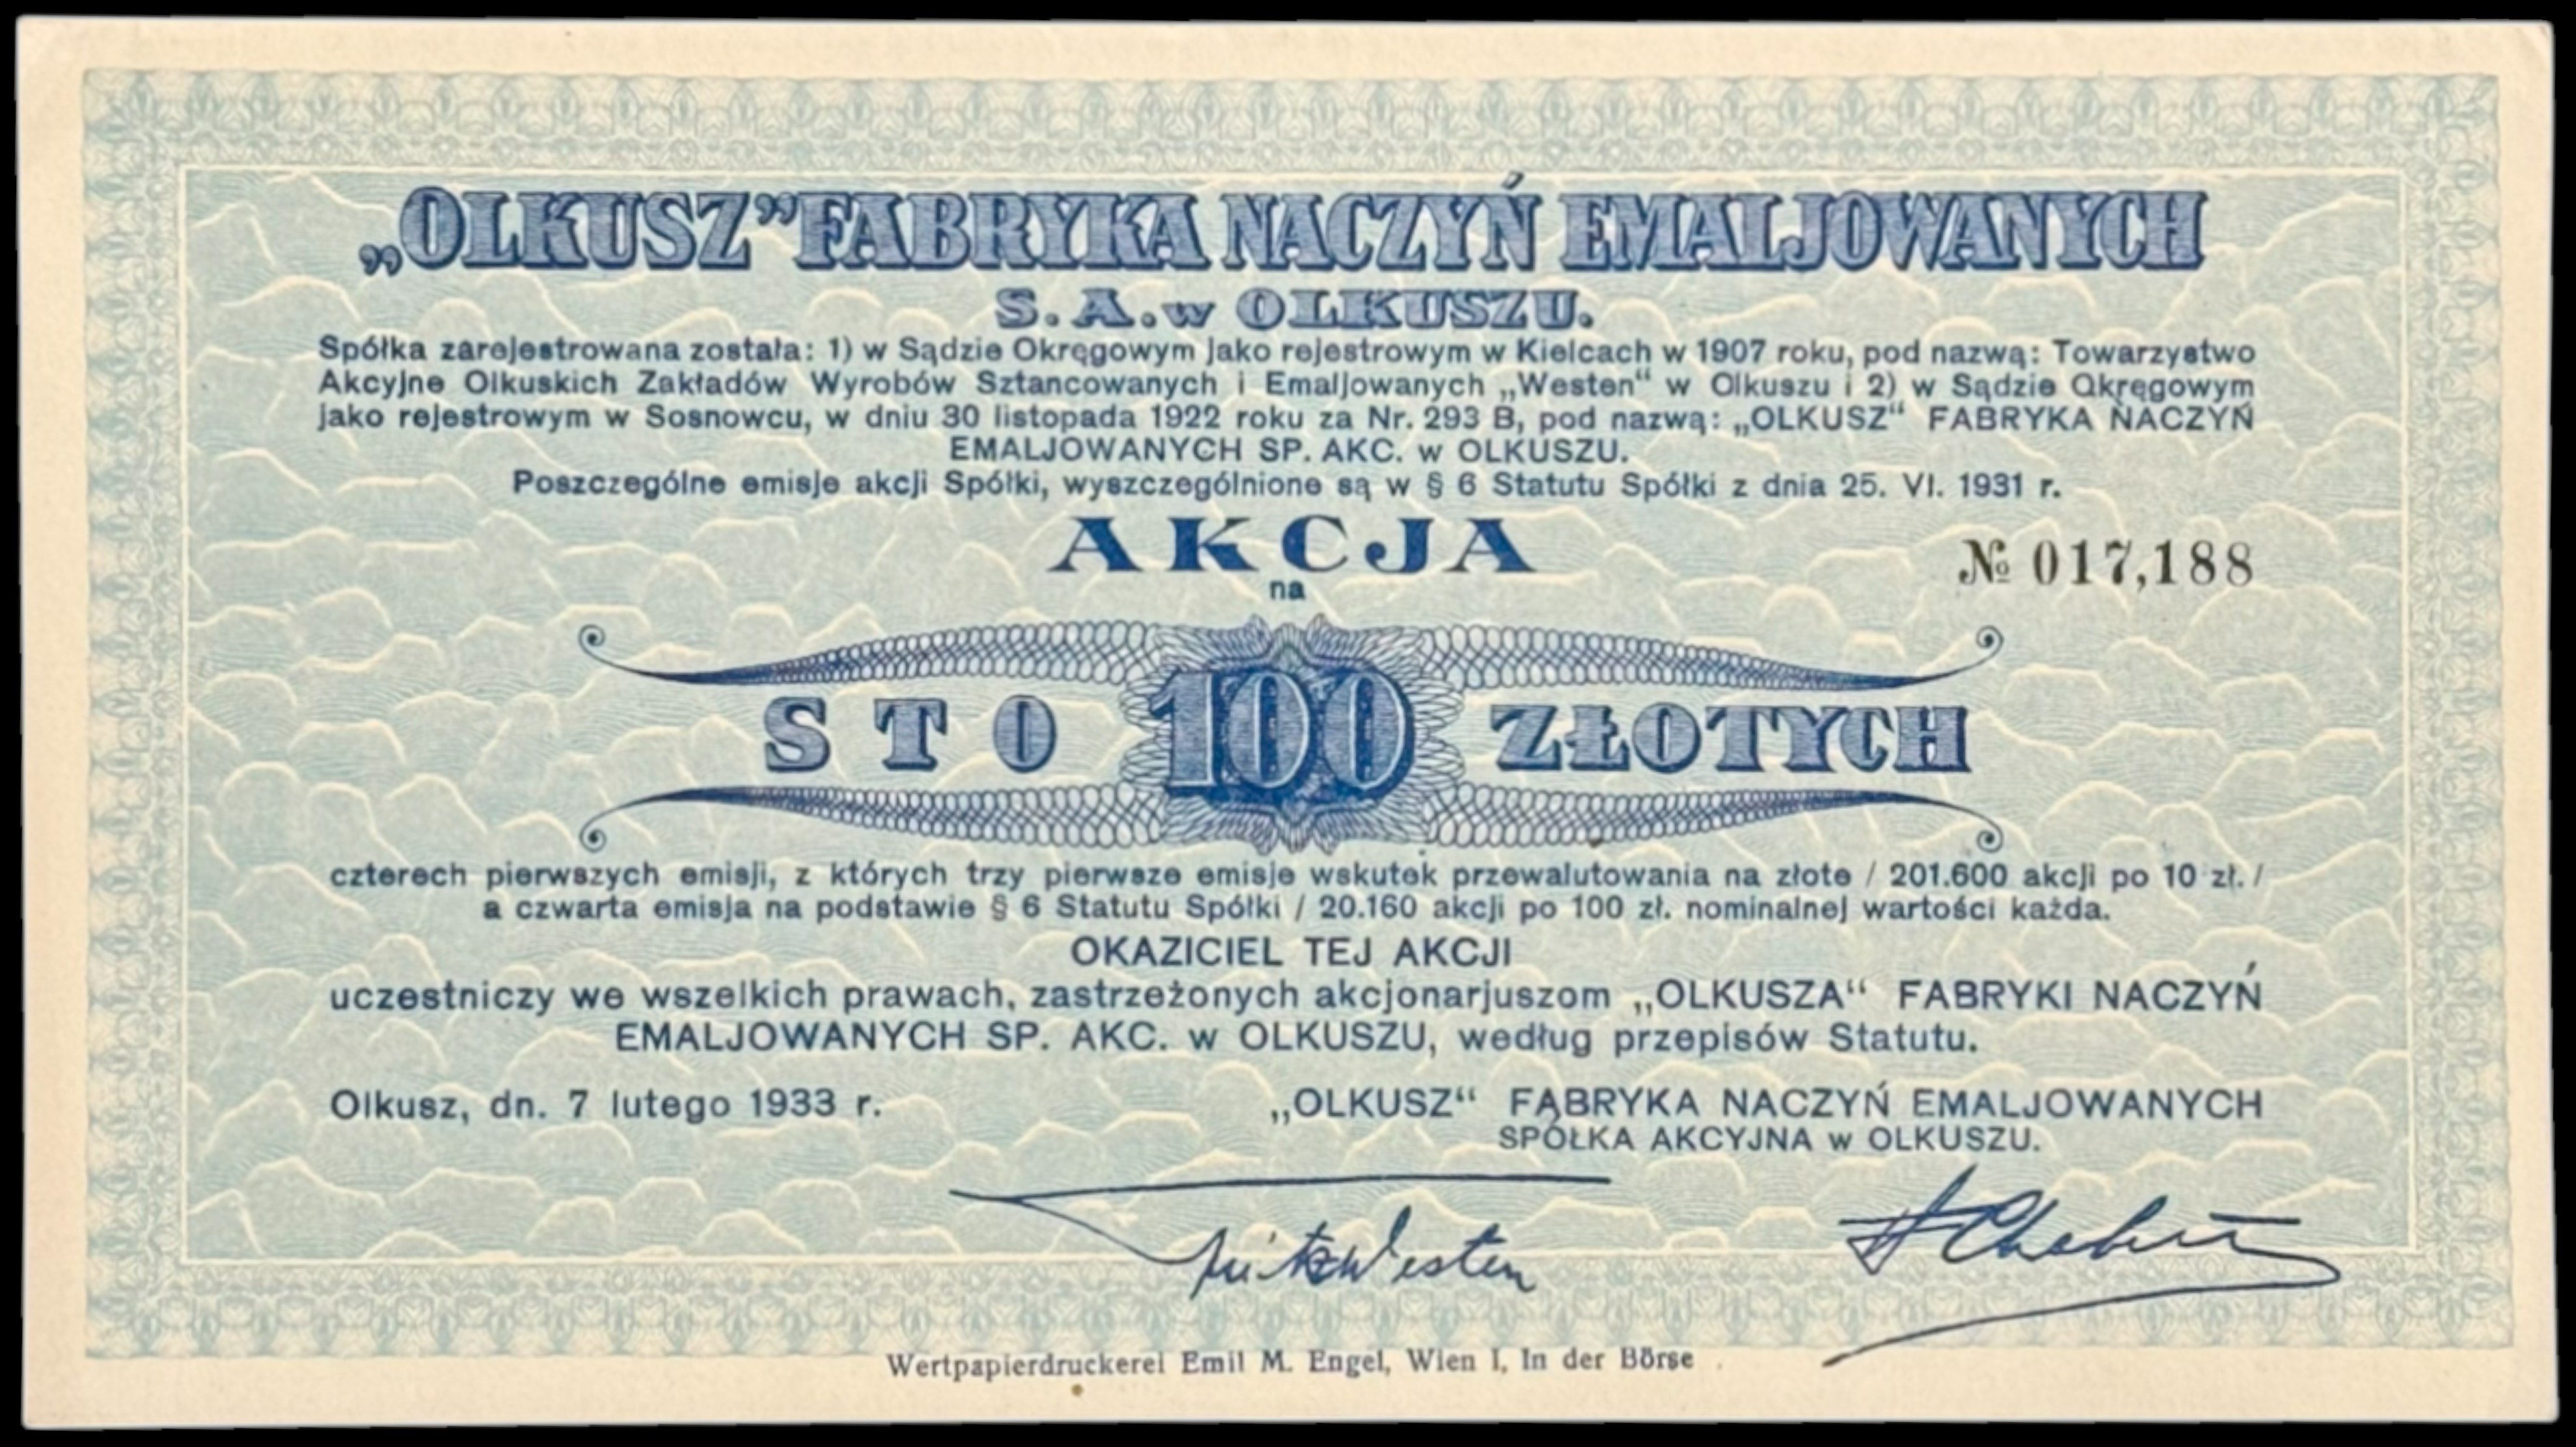 „OLKUSZ” FABRYKA NACZYŃ EMALJOWANYCH
S. A. w OLKUSZU.
Spółka zarejestrowana została: 1) w Sądzie Okręgowym jako rejestrowym w Kielcach w 1907 roku, pod nazwą: Towarzystwo
Akcyjne Olkuskich Zakładów Wyrobów Sztancowanych i Emaljowanych „Westen“ w Olkuszu i 2) w Sądzie Okręgowym
jako rejestrowym w Sosnowcu, w dniu 30 listopada 1922 roku za Nr. 293 B, pod nazwą: „OLKUSZ“ FABRYKA NACZYŃ
EMALJOWANYCH SP. AKC. w OLKUSZU.
Poszczególne emisje akcji Spółki, wyszczególnione są w § 6 Statutu Spółki z dnia 25. VI. 1931 r.
AKCJA
na
№ 017,188
STO 100 ZŁOTYCH
czterech pierwszych emisji, z których trzy pierwsze emisje wskutek przewalutowania na złote / 201.600 akcji po 10 zł. /
a czwarta emisja na podstawie § 6 Statutu Spółki / 20.160 akcji po 100 zł. nominalnej wartości każda.
OKAZICIEL TEJ AKCJI
uczestniczy we wszelkich prawach, zastrzeżonych akcjonarjuszom „OLKUSZA“ FABRYKI NACZYŃ
EMALJOWANYCH SP. AKC. w OLKUSZU, według przepisów Statutu.
Olkusz, dn. 7 lutego 1933 r.
„OLKUSZ“ FABRYKA NACZYŃ EMALJOWANYCH
SPÓŁKA AKCYJNA w OLKUSZU.
Westen
Wertpapierdruckerei Emil M. Engel, Wien I, In der Börse